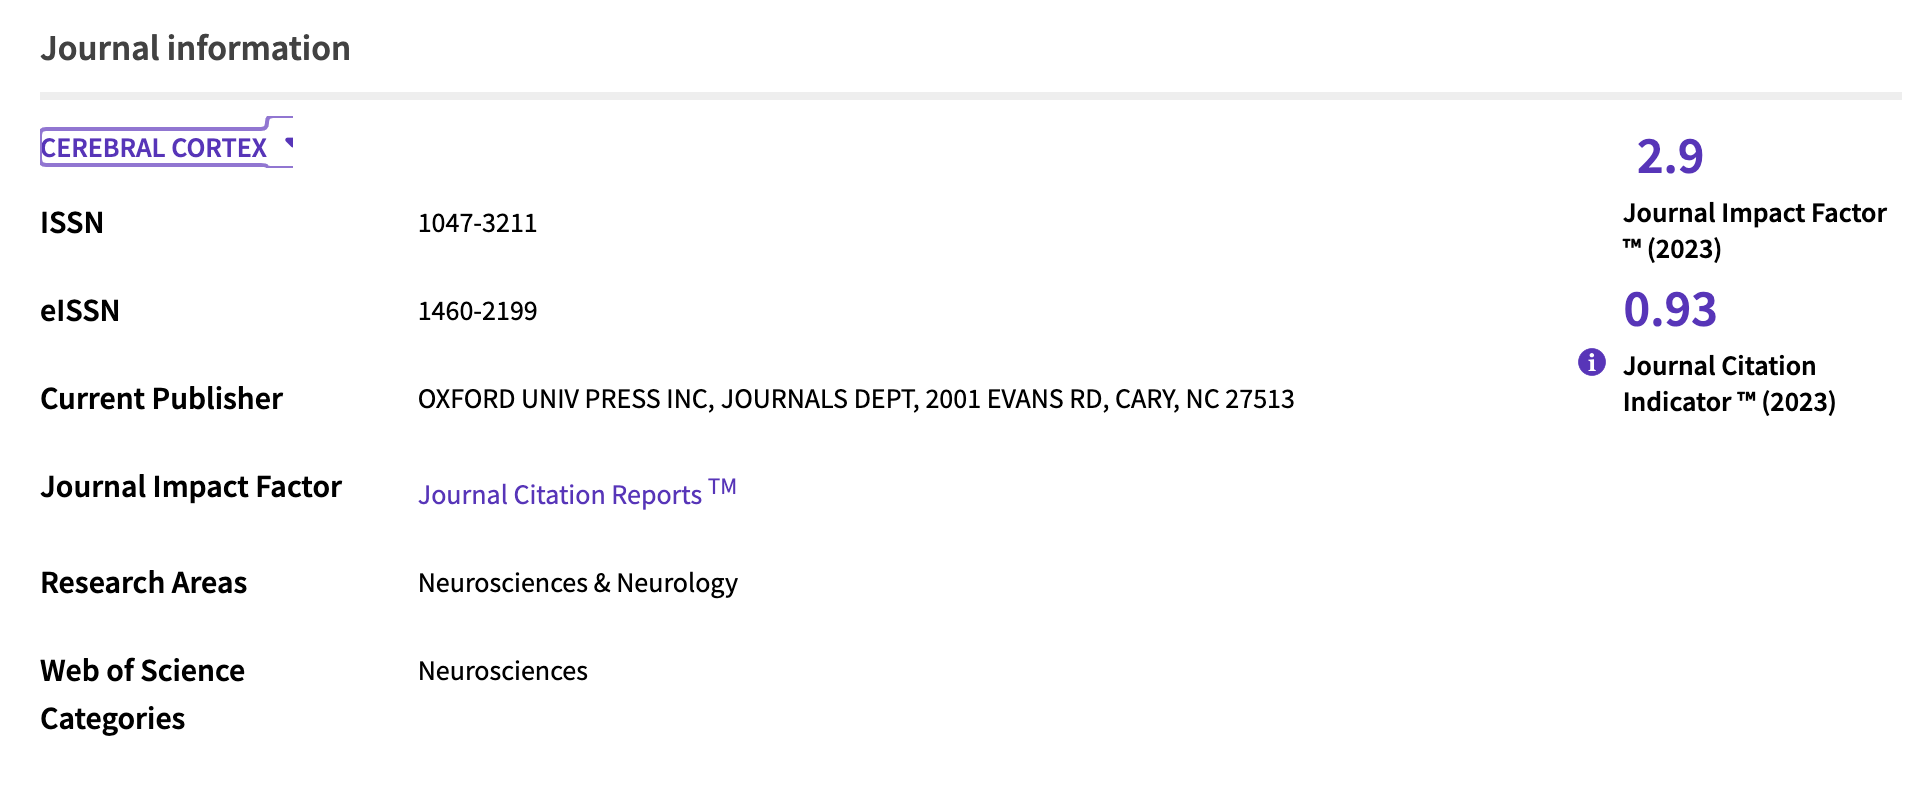 Journal information
CEREBRAL CORTEX
2.9
Journal Impact Factor
™ (2023)
ISSN 1047-3211
0.93
Journal Citation
Indicator ™ (2023)
eISSN 1460-2199
Current Publisher OXFORD UNIV PRESS INC, JOURNALS DEPT, 2001 EVANS RD, CARY, NC 27513
Journal Impact Factor Journal Citation Reports TM
Research Areas Neurosciences & Neurology
Web of Science Neurosciences
Categories